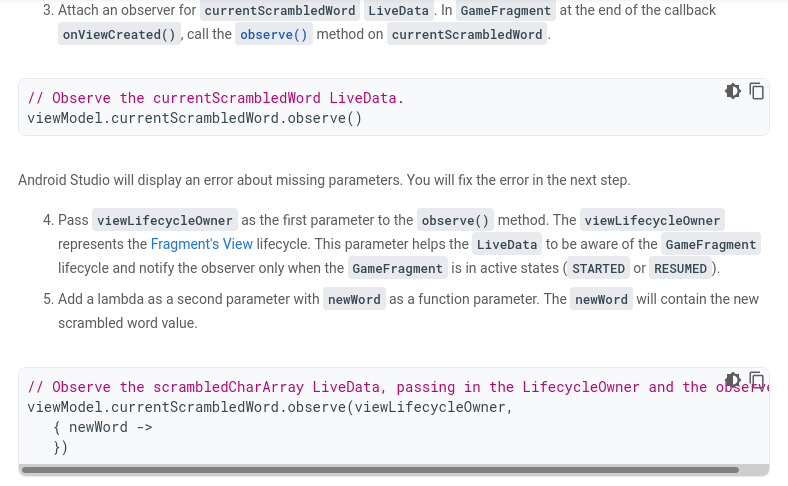 3. Attach an observer for currentScrambledWord LiveData. In GameFragment at the end of the callback
onViewCreated(), call the observe() method on currentScrambledWord.
// Observe the currentScrambledWord LiveData.
viewModel.currentScrambledWord.observe()
Android Studio will display an error about missing parameters. You will fix the error in the next step.
4. Pass viewLifecycleOwner as the first parameter to the observe() method. The viewLifecycleOwner
represents the Fragment's View lifecycle. This parameter helps the LiveData to be aware of the GameFragment
lifecycle and notify the observer only when the GameFragment is in active states (STARTED or RESUMED).
5. Add a lambda as a second parameter with newWord as a function parameter. The newWord will contain the new
scrambled word value.
// Observe the scrambledCharArray LiveData, passing in the LifecycleOwner and the observe
viewModel.currentScrambledWord.observe(viewLifecycleOwner,
{ newWord ->
})